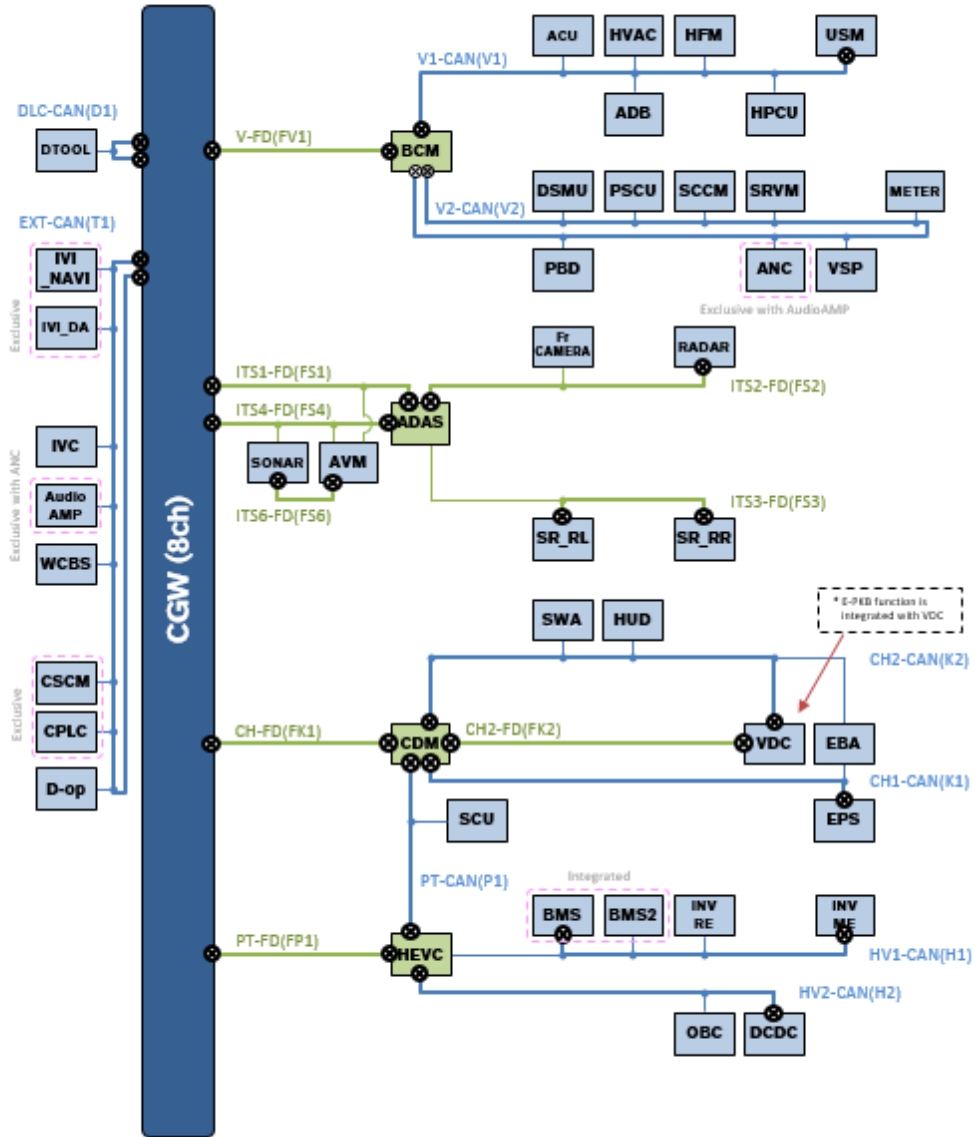 ACU
HVAC
HFM
USM
V1-CAN(V1)
ADB
HPCU
DLC-CAN(D1)
DTOOL
V-FD(FV1)
BCM
DSMU
PSCU
SCCM
SRVM
METER
V2-CAN(V2)
EXT-CAN(T1)
IVI
_NAVI
PBD
ANC
VSP
Exclusive with AudioAMP
Exclusive
IVI_DA
Fr
CAMERA
RADAR
ITS1-FD(FS1)
ITS2-FD(FS2)
ITS4-FD(FS4)
ADAS
IVC
SONAR
AVM
Exclusive with ANC
Audio
AMP
ITS6-FD(FS6)
ITS3-FD(FS3)
SR_RL
SR_RR
WCBS
CGW (8ch)
* E-PKB function is
integrated with VDC
SWA
HUD
CSCM
CH2-CAN(K2)
Exclusive
CPLC
CH-FD(FK1)
CDM
CH2-FD(FK2)
VDC
EBA
D-op
CH1-CAN(K1)
SCU
EPS
PT-CAN(P1)
Integrated
BMS
BMS2
INV
RE
INV
ME
PT-FD(FP1)
HEVC
HV1-CAN(H1)
HV2-CAN(H2)
OBC
DCDC